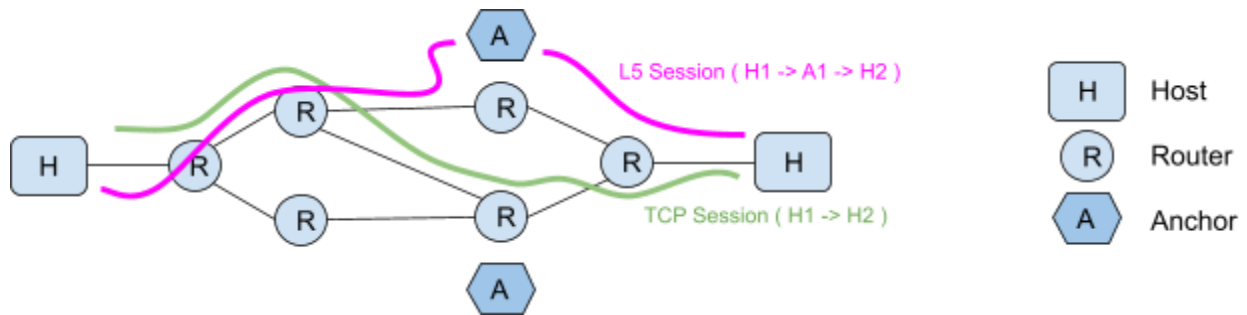 A
L5 Session ( H1 -> A1 -> H2 )
R
R
H
R
R
H
R
R
TCP Session ( H1 -> H2 )
A
H
Host
R
Router
A
Anchor